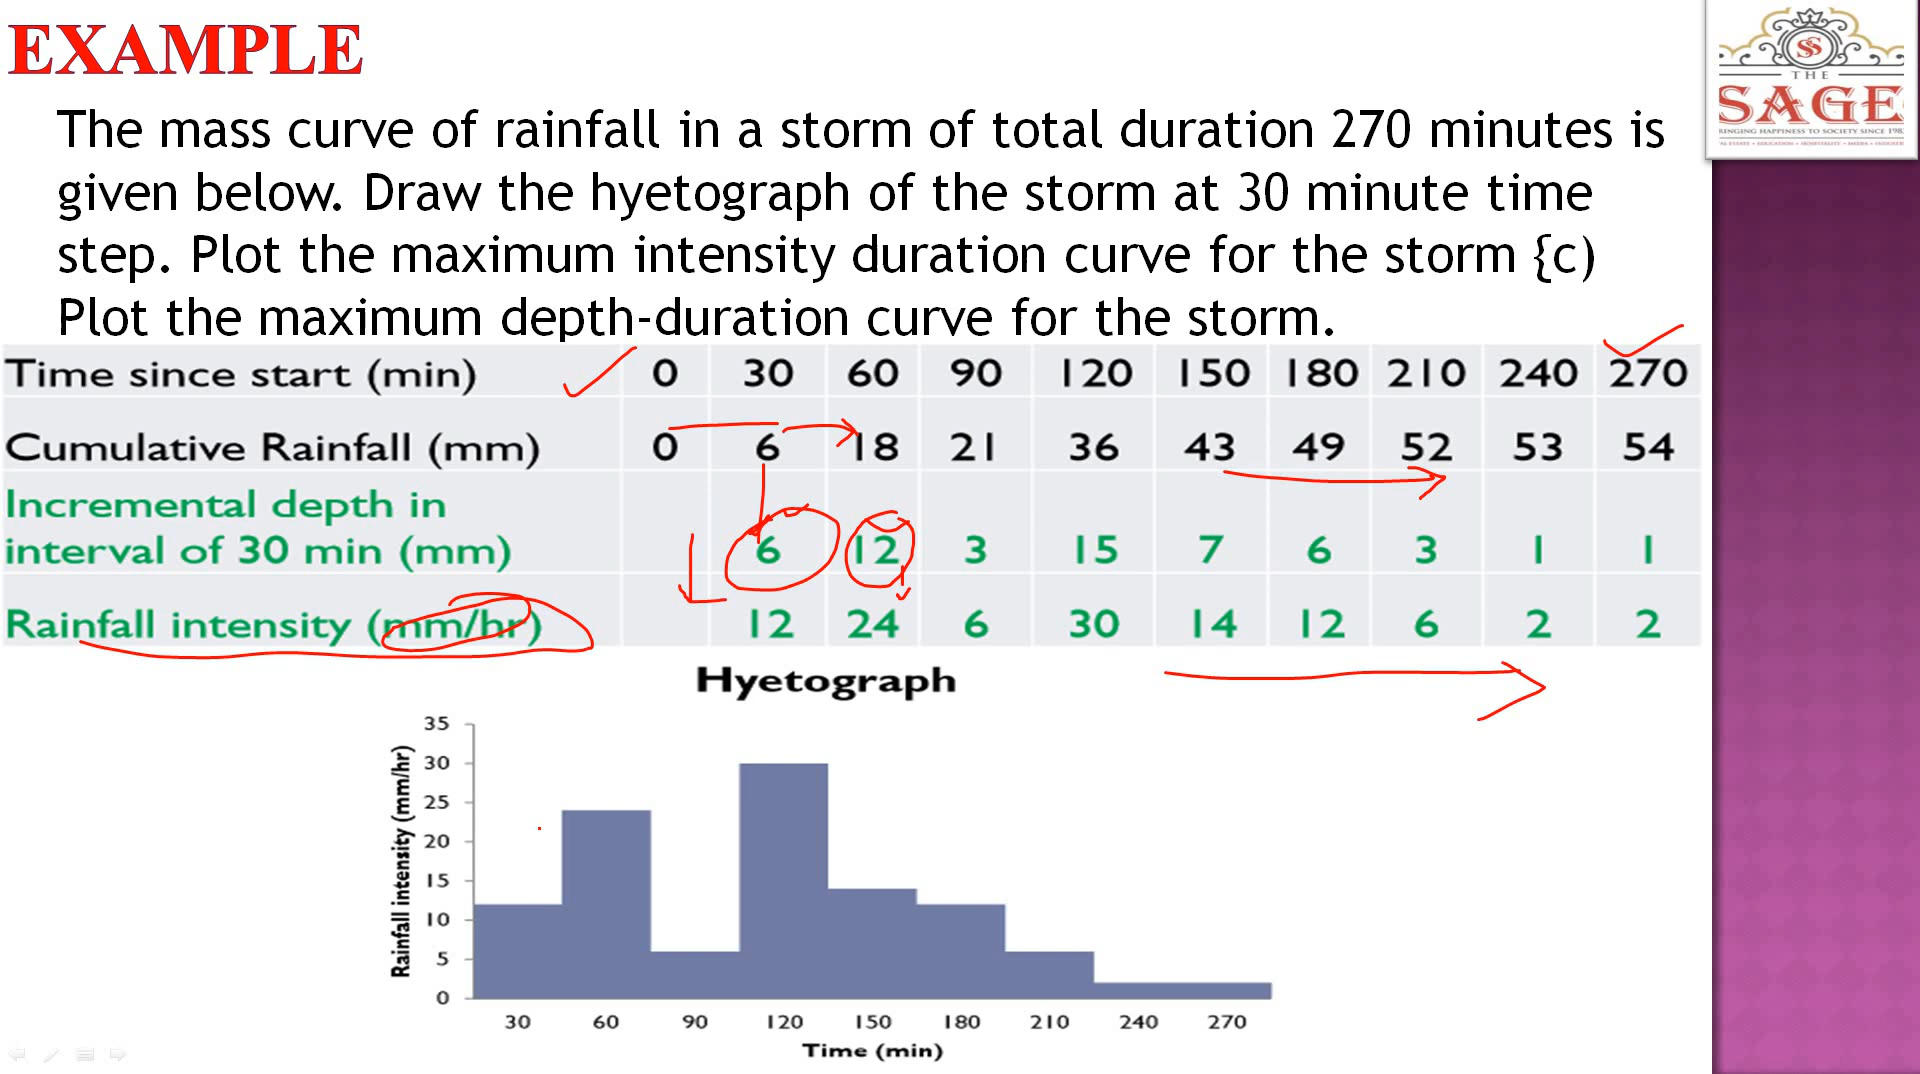 EXAMPLE
THE
SAGE
The mass curve of rainfall in a storm of total duration 270 minutes is
given below. Draw the hyetograph of the storm at 30 minute time
step. Plot the maximum intensity duration curve for the storm {c)
Plot the maximum depth-duration curve for the storm.
Time since start (min) 0 30 60 90 120 150 180 210 240 270
Cumulative Rainfall (mm) 0 6 18 21 36 43 49 52 53 54
Incremental depth in
interval of 30 min (mm) 6 12 3 15 7 6 3 1 1
Rainfall intensity (mm/hr) 12 24 6 30 14 12 6 2 2
Hyetograph
Rainfall intensity (mm/hr)
35
30
25
20
15
10
5
0
30 60 90 120 150 180 210 240 270
Time (min)